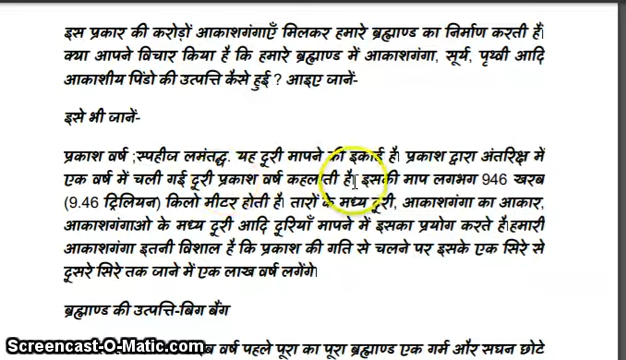 इस प्रकार की करोड़ों आकाशगंगाएँ मिलकर हमारे ब्रह्माण्ड का निर्माण करती हैं।
क्या आपने विचार किया है कि हमारे ब्रह्माण्ड में आकाशगंगा, सूर्य, पृथ्वी आदि
आकाशीय पिंडो की उत्पत्ति कैसे हुई ? आइए जानें-
इसे भी जानें-
प्रकाश वर्ष ;स्पहीज लमंतद्ध. यह दूरी मापने की इकाई है। प्रकाश द्वारा अंतरिक्ष में
एक वर्ष में चली गई दूरी प्रकाश वर्ष कहलाती है। इसकी माप लगभग 946 खरब
(9.46 ट्रिलियन) किलो मीटर होती है। तारों के मध्य दूरी, आकाशगंगा का आकार,
आकाशगंगाओ के मध्य दूरी आदि दूरियाँ मापने में इसका प्रयोग करते है।हमारी
आकाशगंगा इतनी विशाल है कि प्रकाश की गति से चलने पर इसके एक सिरे से
दूसरे सिरे तक जाने में एक लाख वर्ष लगेंगे।
ब्रह्माण्ड की उत्पत्ति-बिग बैंग
वर्ष पहले पूरा का पूरा ब्रह्माण्ड एक गर्म और सघन छोटे
Screencast-O-Matic.com